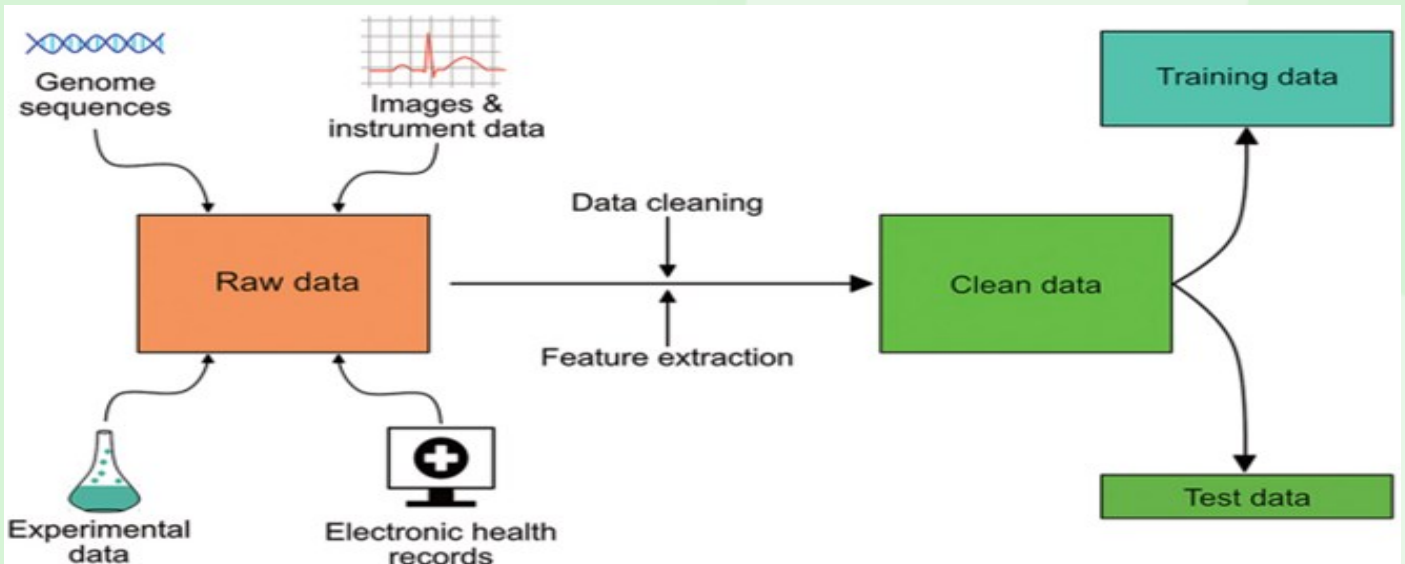 Genome
sequences
Images &
instrument data
Training data
Data cleaning
Raw data
Clean data
Feature extraction
Experimental
data
Electronic health
records
Test data